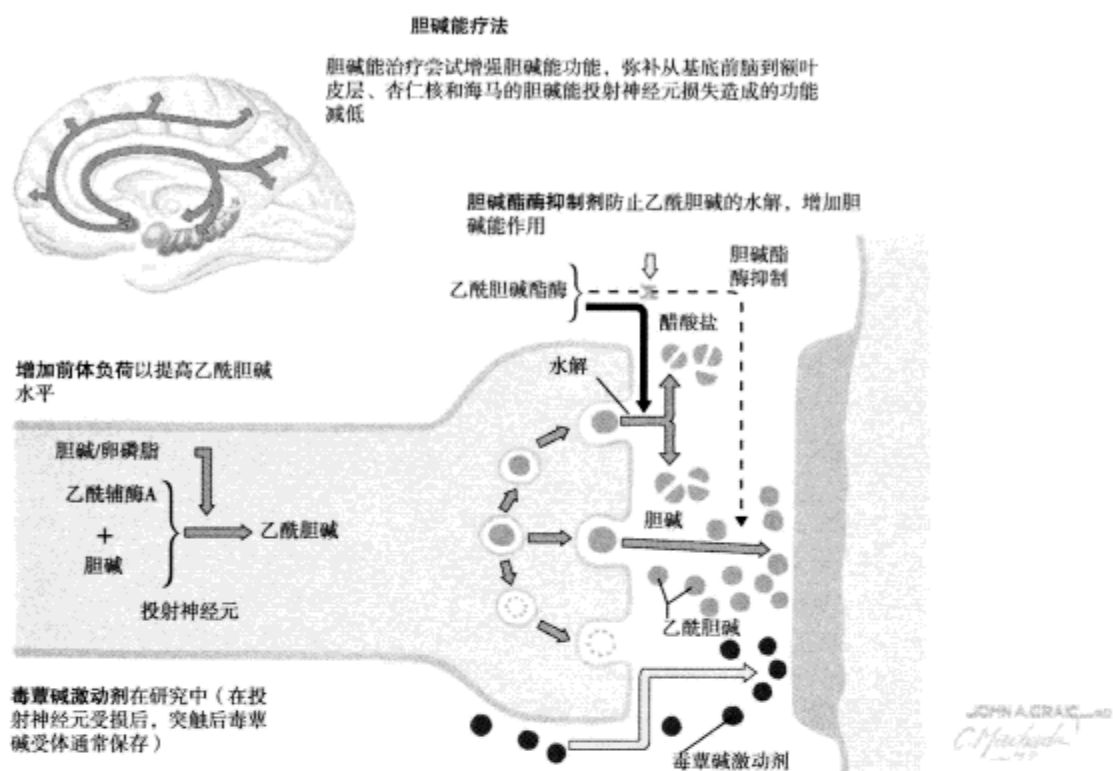 胆碱能疗法
胆碱能治疗尝试增强胆碱能功能，弥补从基底前脑到额叶
皮层、杏仁核和海马的胆碱能投射神经元损失造成的功能
减低
胆碱酯酶抑制剂防止乙酰胆碱的水解，增加胆
碱能作用
胆碱酯
酶抑制
乙酰胆碱酯酶
醋酸盐
水解
增加前体负荷以提高乙酰胆碱
水平
胆碱/卵磷脂
乙酰辅酶A
+
胆碱
乙酰胆碱
投射神经元
胆碱
乙酰胆碱
毒蕈碱激动剂在研究中（在投
射神经元受损后，突触后毒蕈
碱受体通常保存）
毒蕈碱激动剂
JOHN A. CRAIG